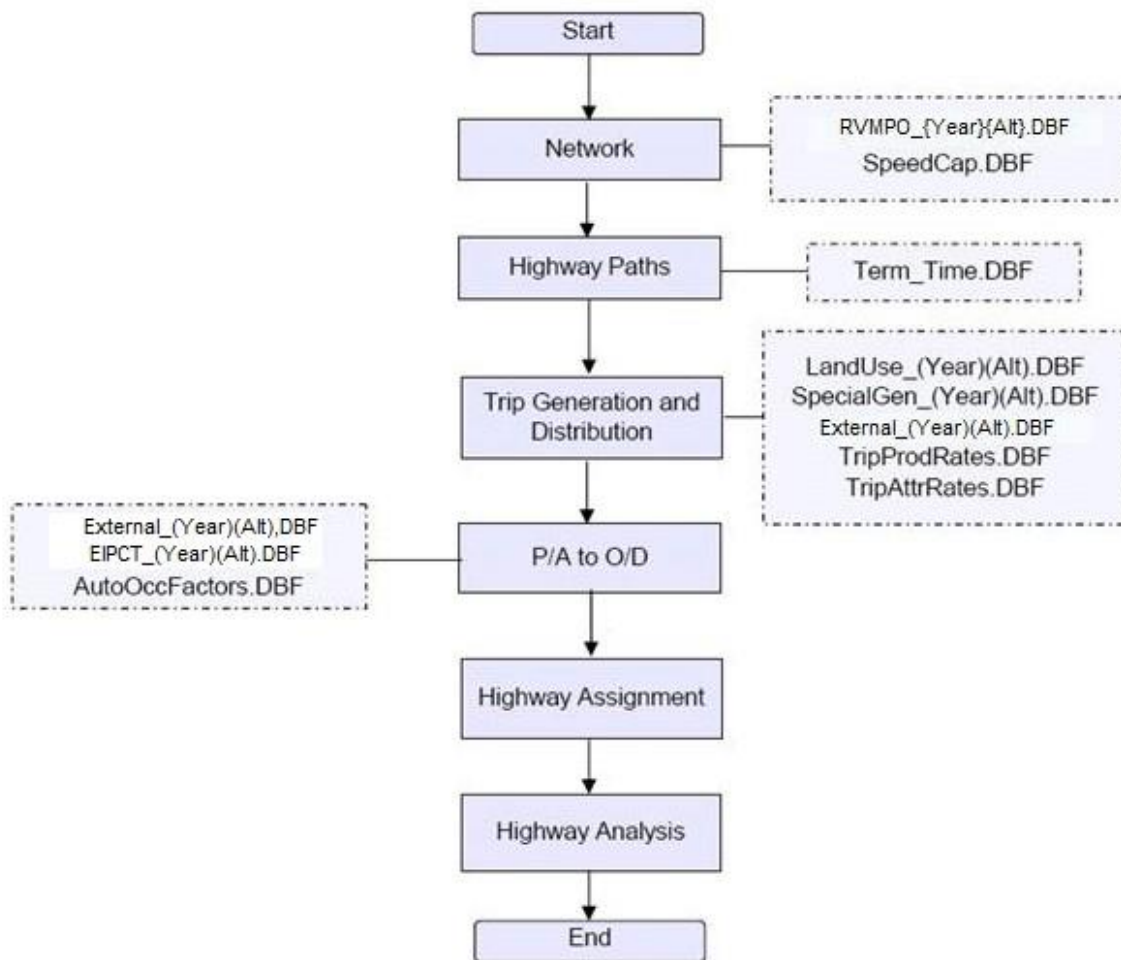 Start
Network
RVMPO_{Year}{Alt}.DBF
SpeedCap.DBF
Highway Paths
Term_Time.DBF
Trip Generation and
Distribution
LandUse_(Year)(Alt).DBF
SpecialGen_(Year)(Alt).DBF
External_(Year)(Alt).DBF
TripProdRates.DBF
TripAttrRates.DBF
External_(Year)(Alt),DBF
EIPCT_(Year)(Alt).DBF
AutoOccFactors.DBF
P/A to O/D
Highway Assignment
Highway Analysis
End